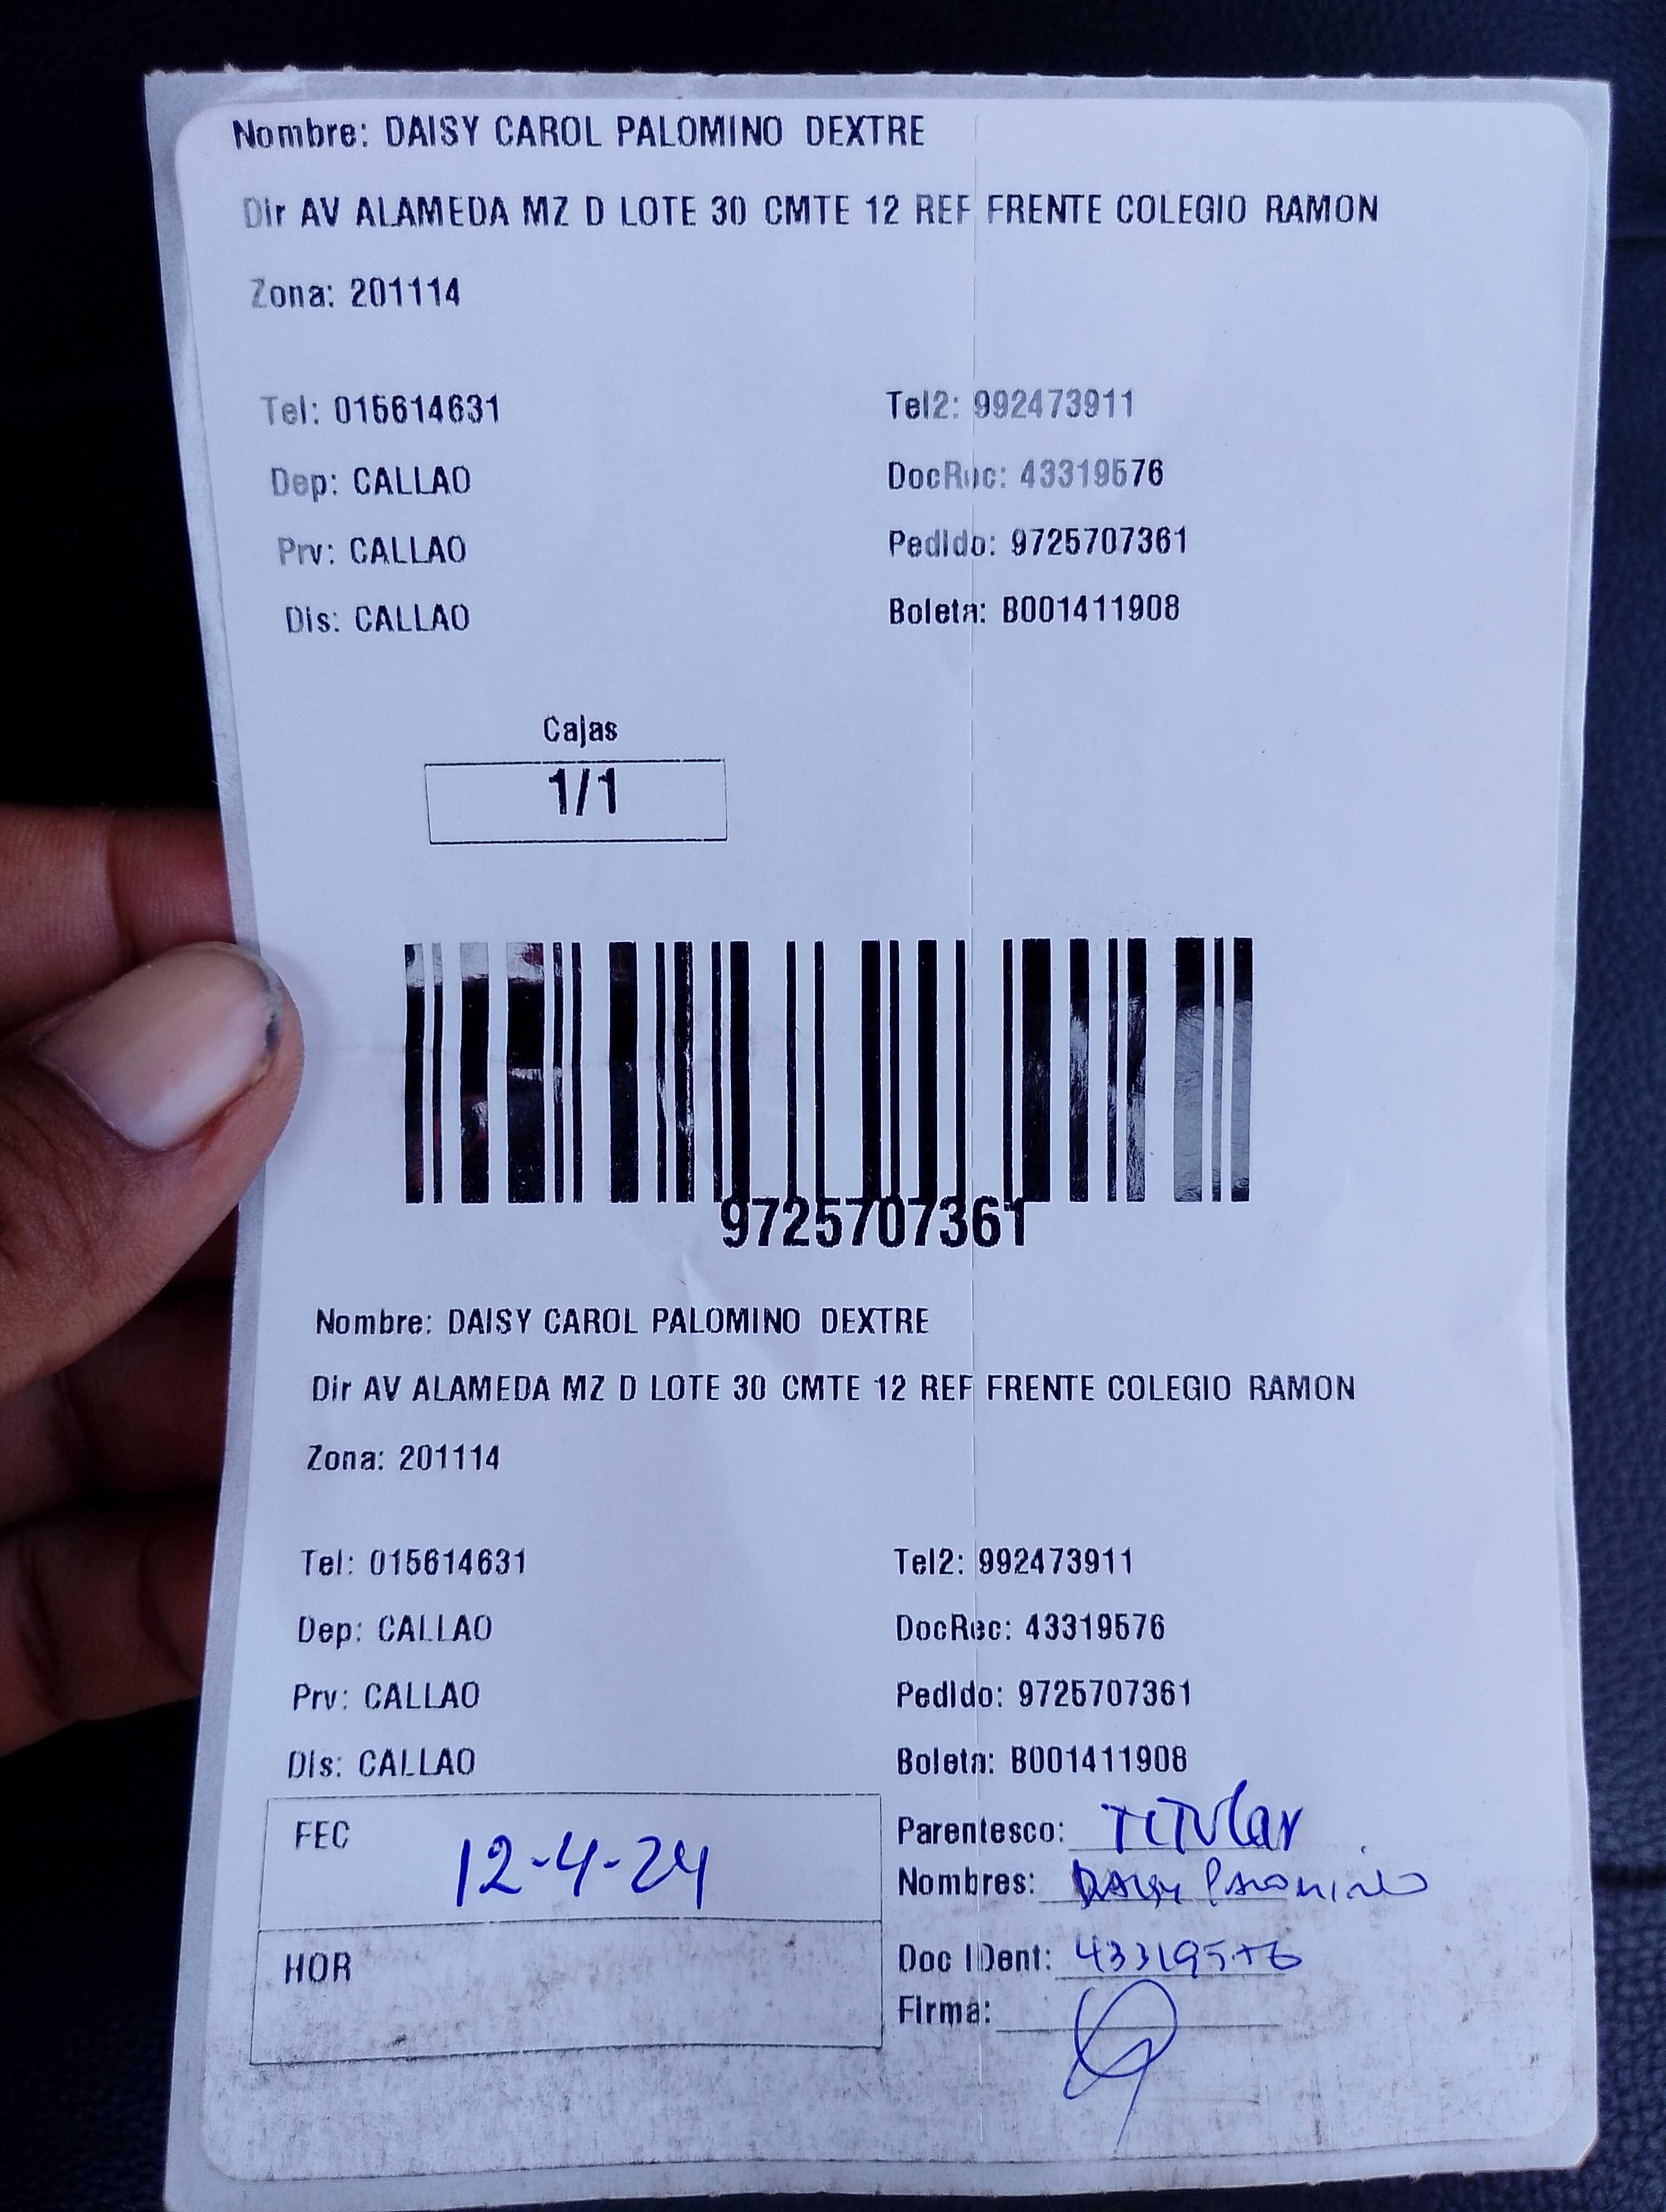 Nombre: DAISY CAROL PALOMINO DEXTRE
Dir AV ALAMEDA MZ D LOTE 30 CMTE 12 REF FRENTE COLEGIO RAMON
Zona: 201114
Tel: 015614631 Tel2: 992473911
Dep: CALLAO DocRec: 43319576
Prv: CALLAO Pedido: 9725707361
Dis: CALLAO Boleta: B001411908
Cajas
1/1
9725707361
Nombre: DAISY CAROL PALOMINO DEXTRE
Dir AV ALAMEDA MZ D LOTE 30 CMTE 12 REF FRENTE COLEGIO RAMON
Zona: 201114
Tel: 015614631 Tel2: 992473911
Dep: CALLAO DocRec: 43319576
Prv: CALLAO Pedido: 9725707361
Dis: CALLAO Boleta: B001411908
FEC 12-4-24 Parentesco: Titular
Nombres: Daisy Palomino
HOR Doc IDent: 43319576
Firma: